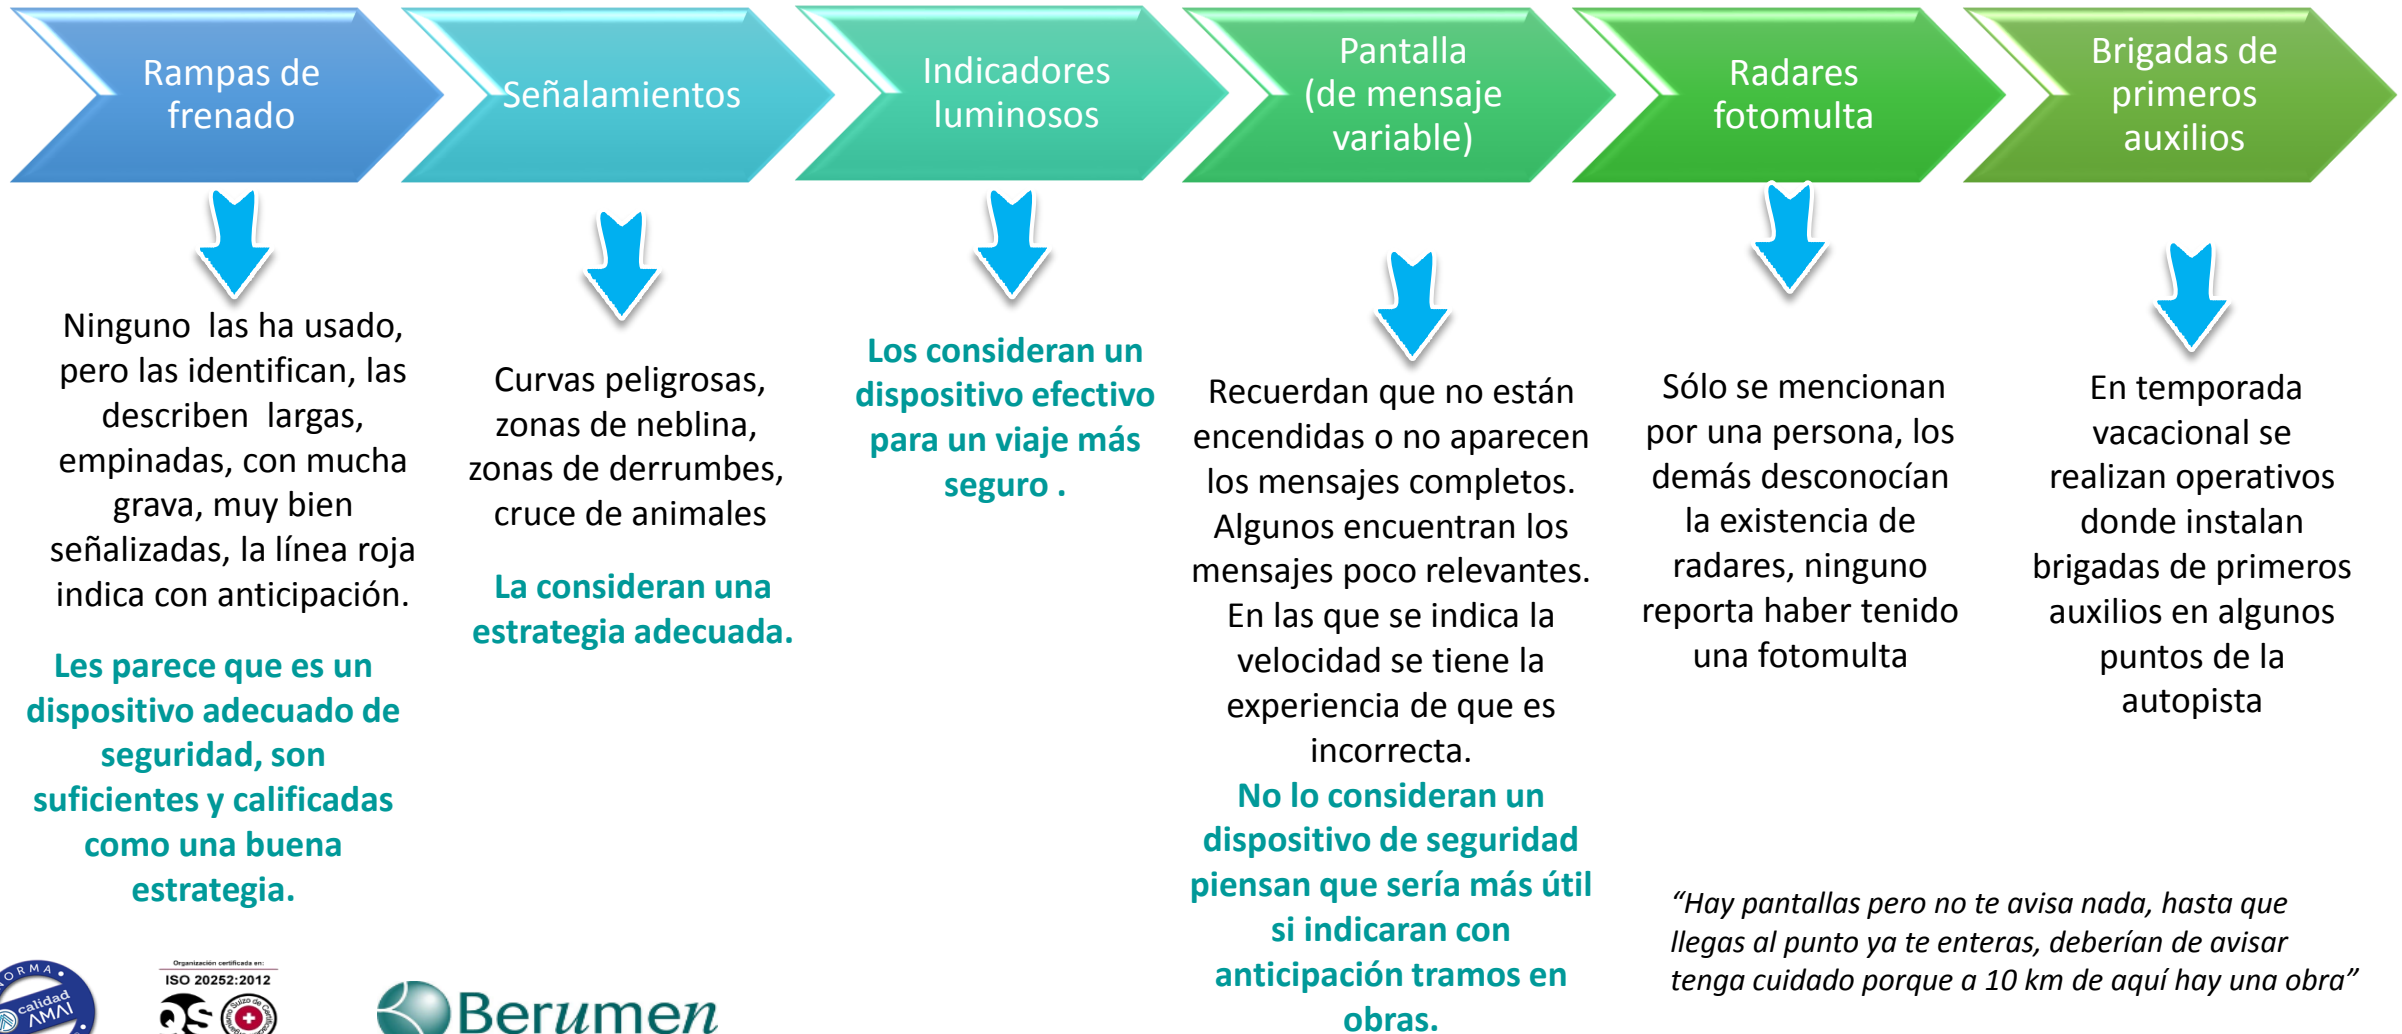 Rampas de
frenado
Señalamientos
Indicadores
luminosos
Pantalla
(de mensaje
variable)
Radares
fotomulta
Brigadas de
primeros
auxilios
Ninguno las ha usado,
pero las identifican, las
describen largas,
empinadas, con mucha
grava, muy bien
señalizadas, la línea roja
indica con anticipación.
Les parece que es un
dispositivo adecuado de
seguridad, son
suficientes y calificadas
como una buena
estrategia.
Curvas peligrosas,
zonas de neblina,
zonas de derrumbes,
cruce de animales
La consideran una
estrategia adecuada.
Los consideran un
dispositivo efectivo
para un viaje más
seguro .
Recuerdan que no están
encendidas o no aparecen
los mensajes completos.
Algunos encuentran los
mensajes poco relevantes.
En las que se indica la
velocidad se tiene la
experiencia de que es
incorrecta.
No lo consideran un
dispositivo de seguridad
piensan que sería más útil
si indicaran con
anticipación tramos en
obras.
Sólo se mencionan
por una persona, los
demás desconocían
la existencia de
radares, ninguno
reporta haber tenido
una fotomulta
En temporada
vacacional se
realizan operativos
donde instalan
brigadas de primeros
auxilios en algunos
puntos de la
autopista
“Hay pantallas pero no te avisa nada, hasta que
llegas al punto ya te enteras, deberían de avisar
tenga cuidado porque a 10 km de aquí hay una obra”
NORMA
calidad
AMAI
Organización certificada en:
ISO 20252:2012
QS
Berumen